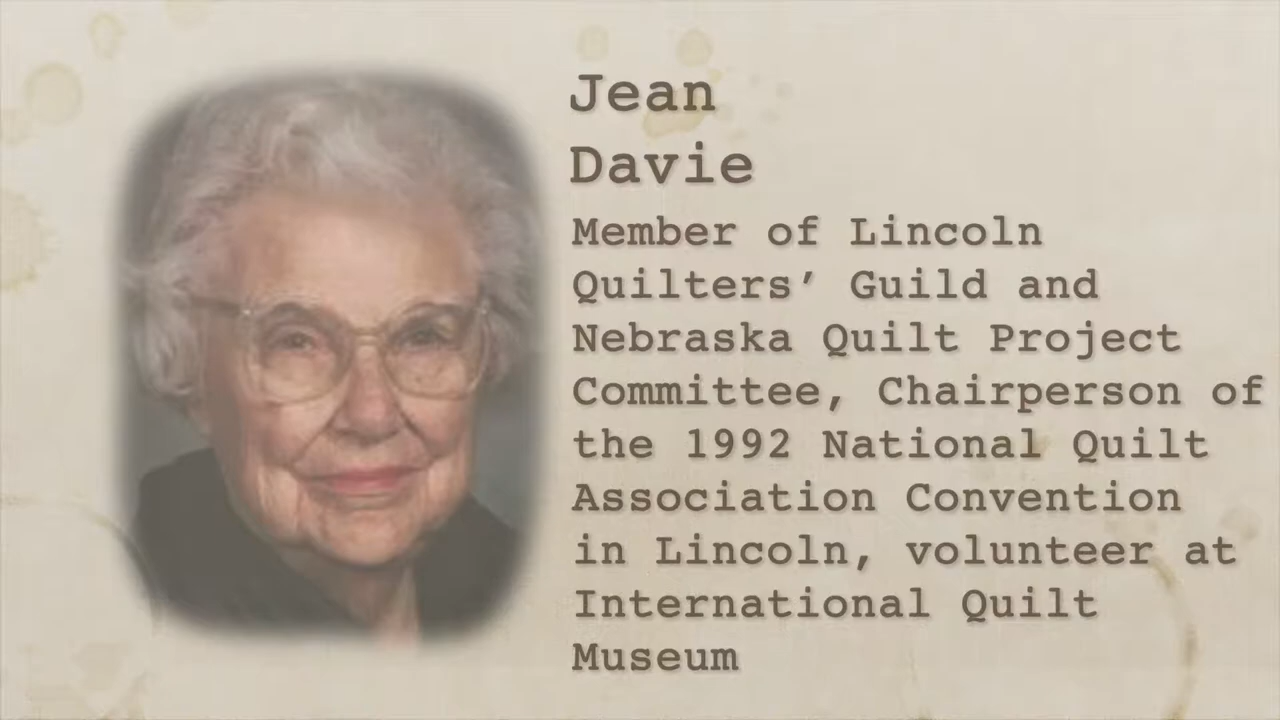 Jean
Davie
Member of Lincoln
Quilters’ Guild and
Nebraska Quilt Project
Committee, Chairperson of
the 1992 National Quilt
Association Convention
in Lincoln, volunteer at
International Quilt
Museum